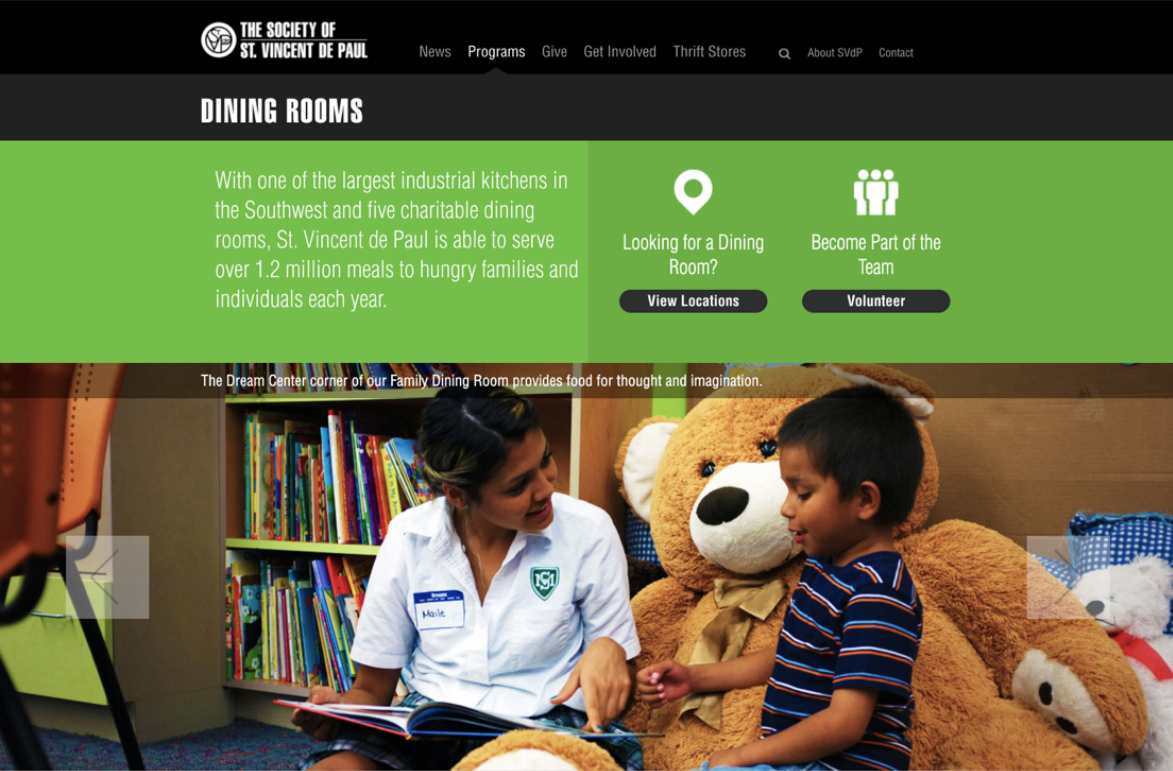 THE SOCIETY OF
ST. VINCENT DE PAUL
News Programs Give Get Involved Thrift Stores About SVdP Contact
DINING ROOMS
With one of the largest industrial kitchens in
the Southwest and five charitable dining
rooms, St. Vincent de Paul is able to serve
over 1.2 million meals to hungry families and
individuals each year.
Looking for a Dining
Room?
View Locations
Become Part of the
Team
Volunteer
The Dream Center corner of our Family Dining Room provides food for thought and imagination.
Maile